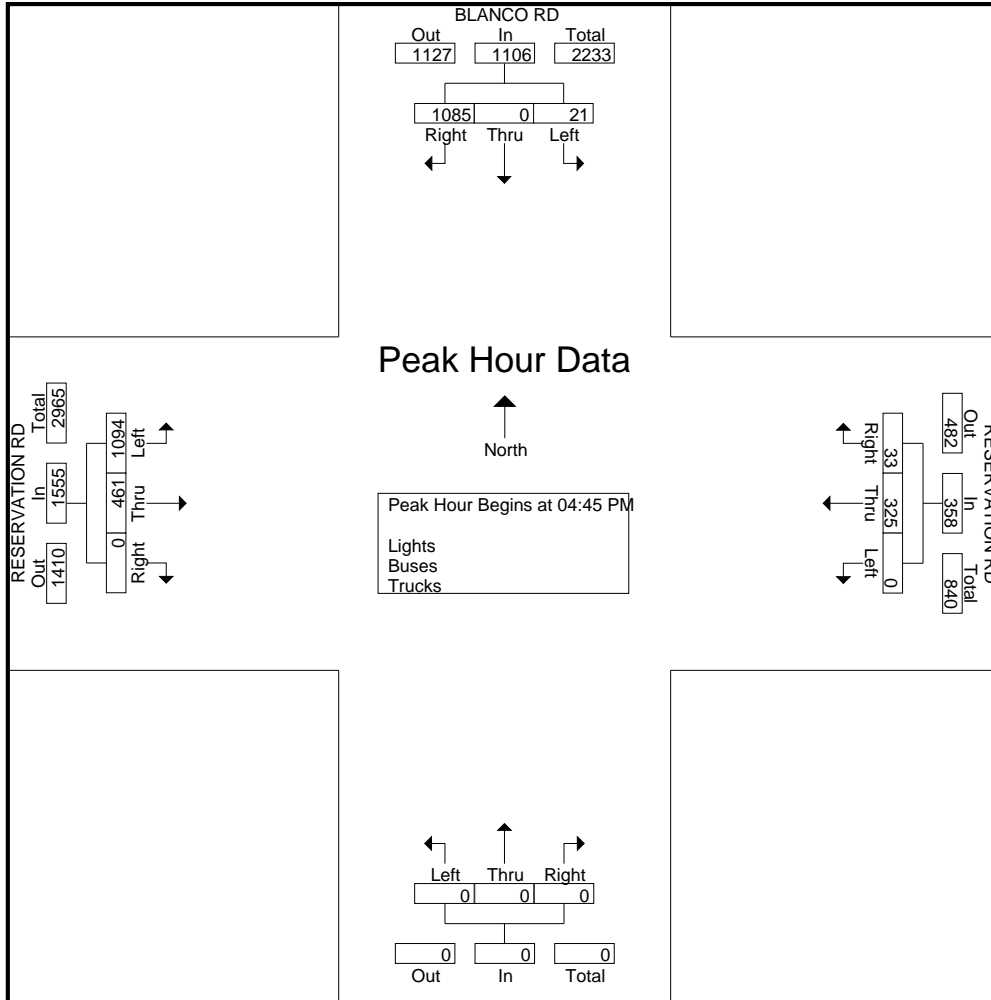 BLANCO RD
Out In Total
1127 1106 2233
1085 0 21
Right Thru Left
Peak Hour Data
North
Peak Hour Begins at 04:45 PM
Lights
Buses
Trucks
RESERVATION RD
Total In Out
2965 1555 1410
1094 461 0
Left Thru Right
RESERVATION RD
Out In Total
482 358 840
33 325 0
Right Thru Left
Left Thru Right
0 0 0
0 0 0
Out In Total